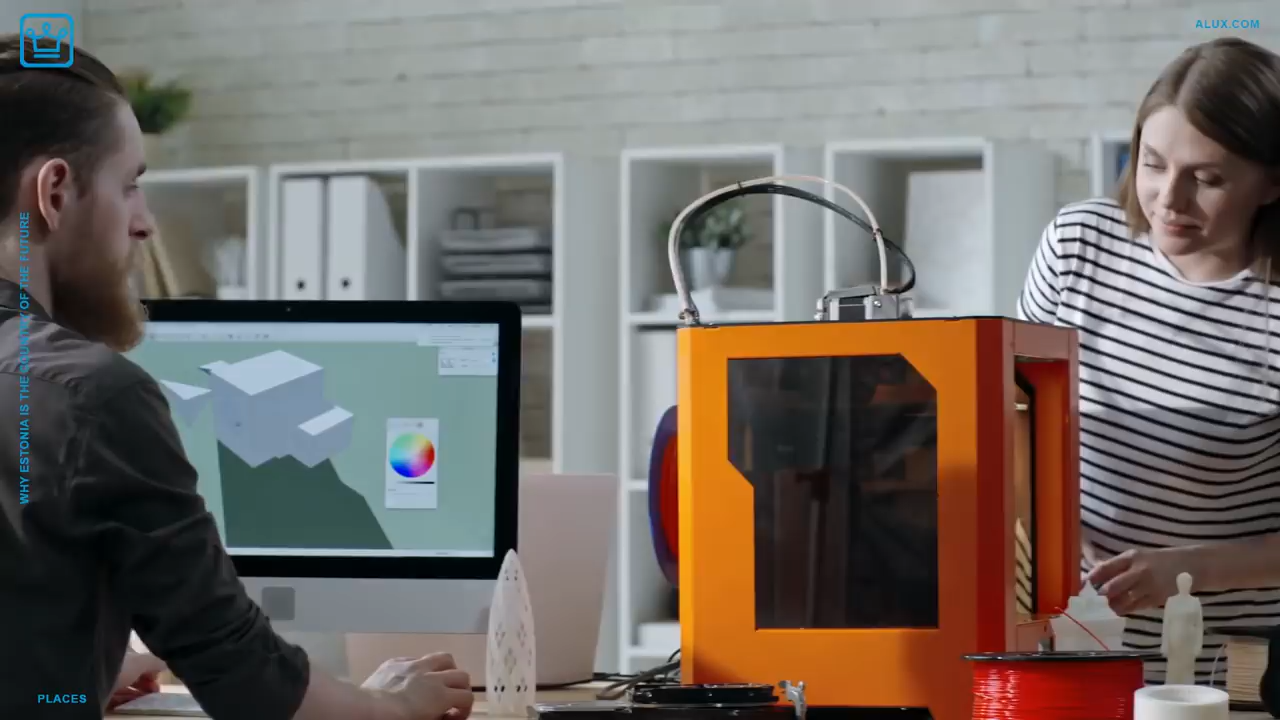 ALUX.COM
WHY ESTONIA IS THE COUNTRY OF THE FUTURE
PLACES